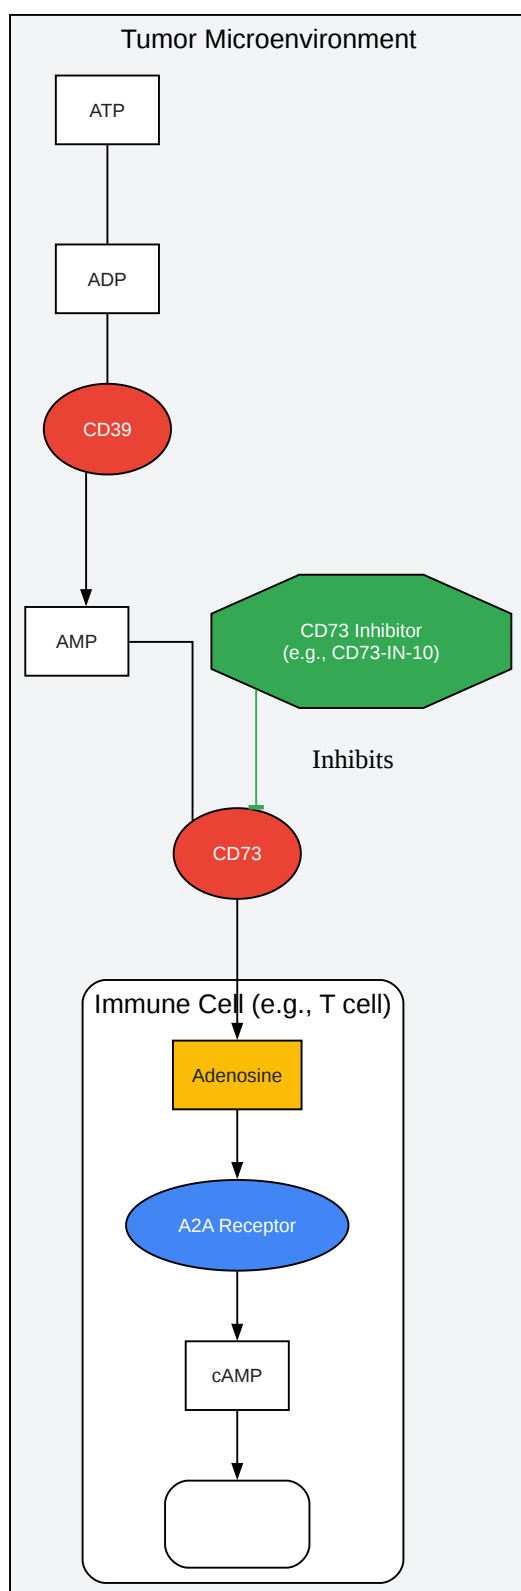 Tumor Microenvironment
ATP
ADP
CD39
AMP
CD73 Inhibitor
(e.g., CD73-IN-10)
Inhibits
CD73
Immune Cell (e.g., T cell)
Adenosine
A2A Receptor
cAMP